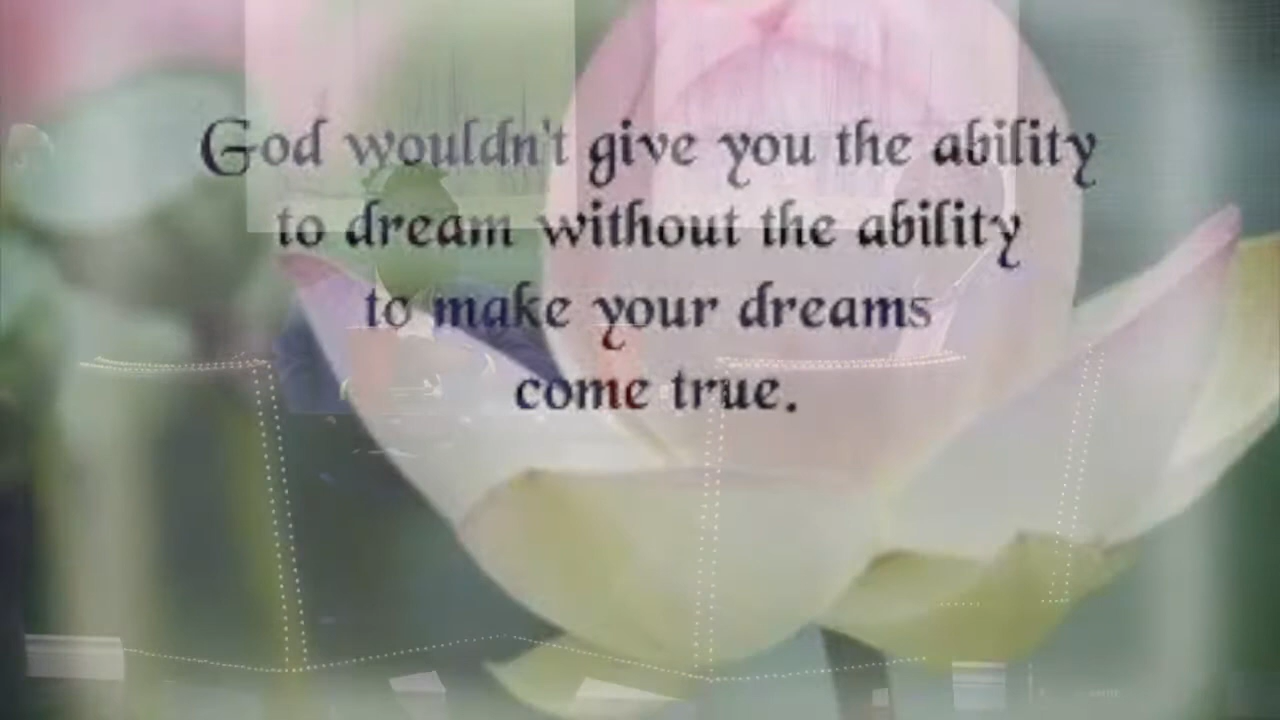 God wouldn't give you the ability
to dream without the ability
to make your dreams
come true.